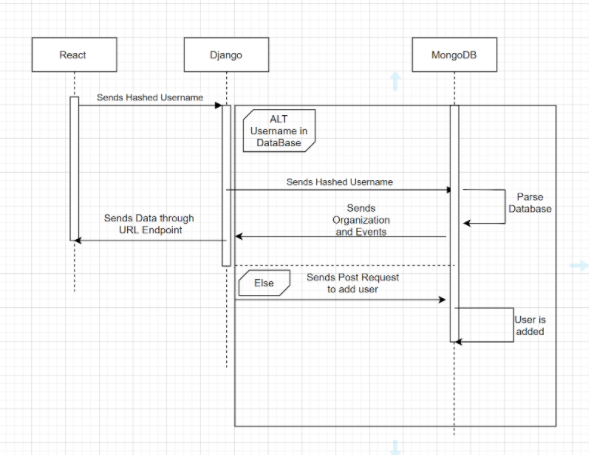 React
Django
MongoDB
Sends Hashed Username
ALT
Username in
DataBase
Sends Hashed Username
Parse
Database
Sends
Organization
and Events
Sends Data through
URL Endpoint
Else
Sends Post Request
to add user
User is
added